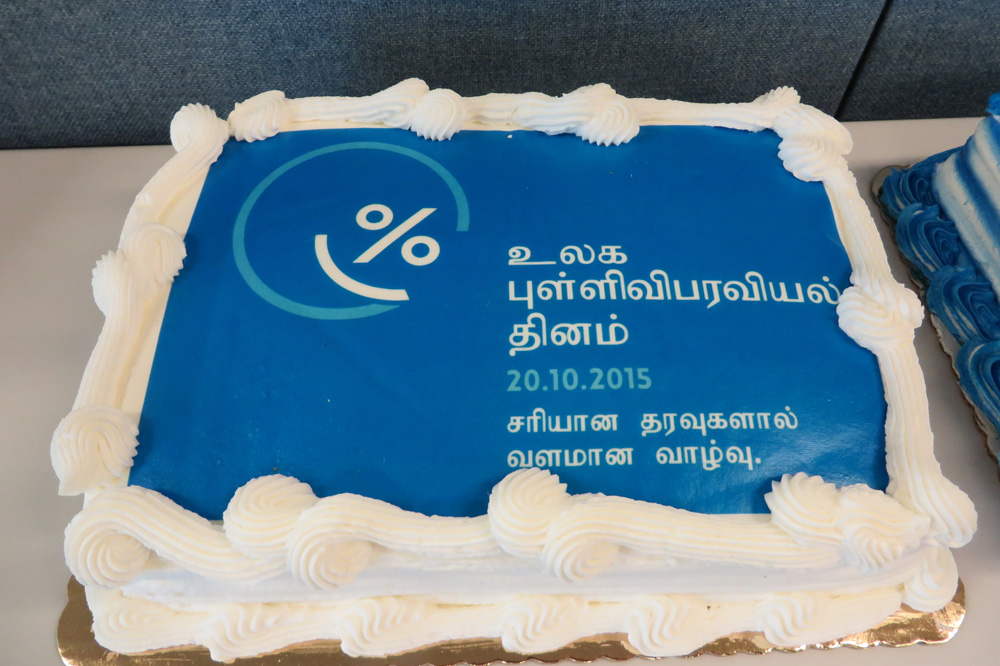 %
உலக
புள்ளிவிபரவியல்
தினம்
20.10.2015
சரியான தரவுகளால்
வளமான வாழ்வு.